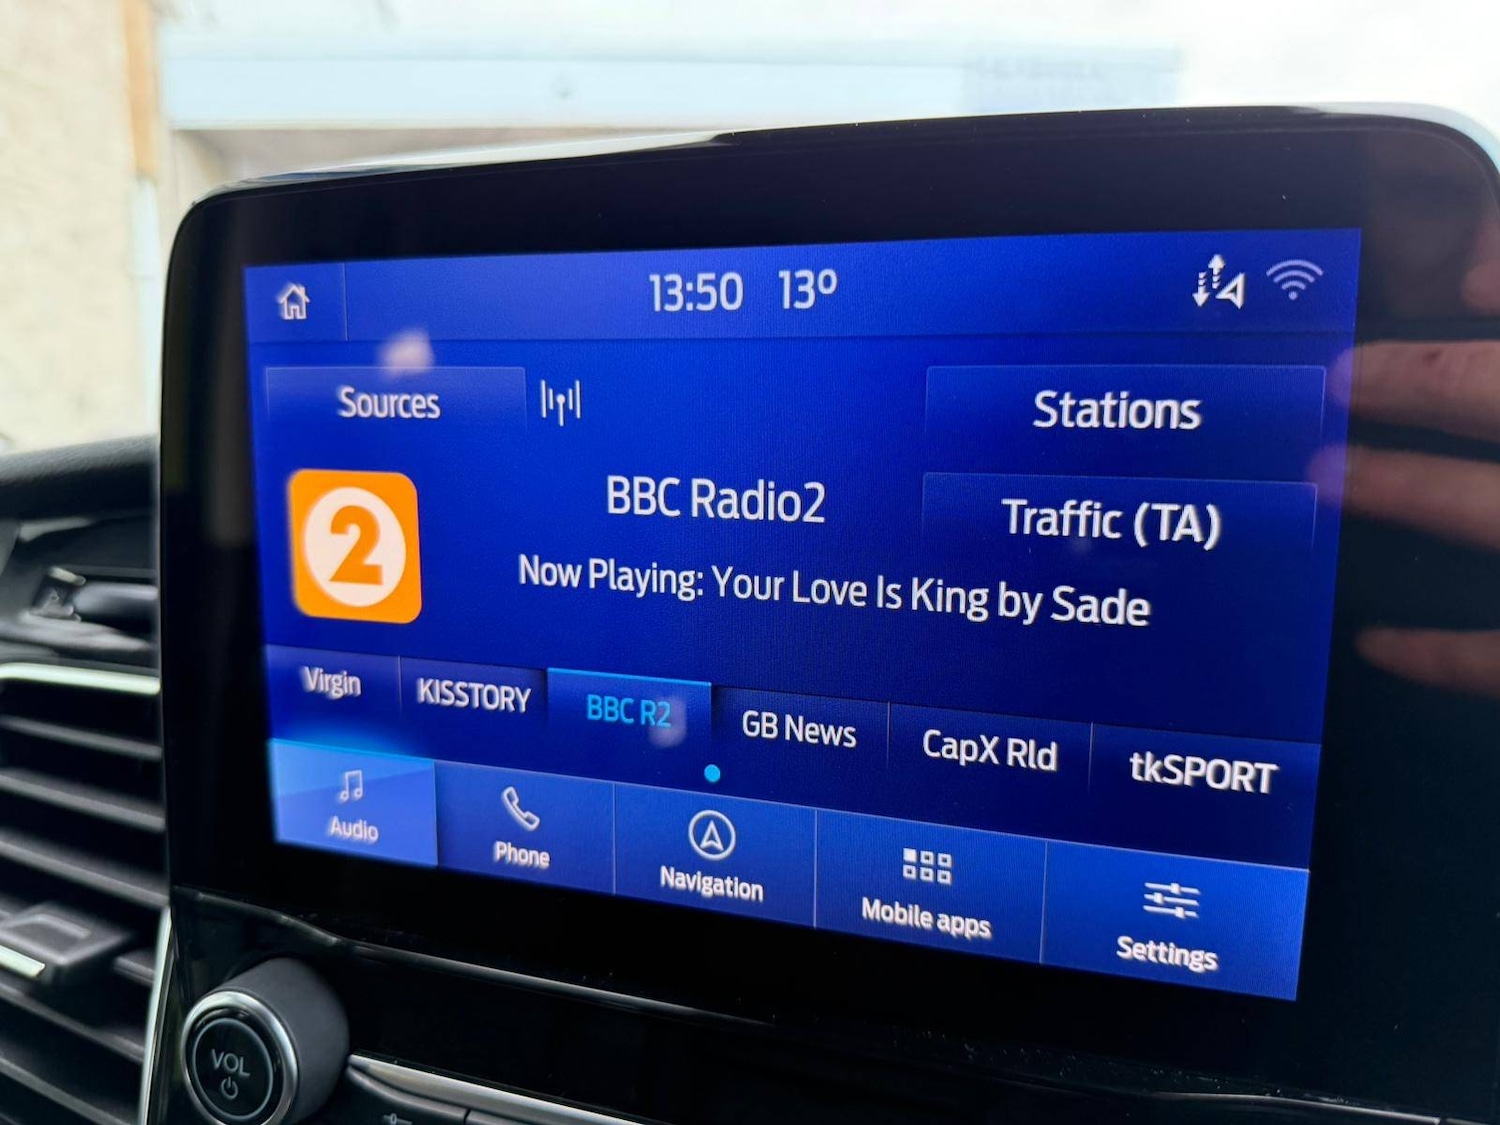 13:50 13º
Sources
Stations
2
BBC Radio2
Traffic (TA)
Now Playing: Your Love Is King by Sade
Virgin
KISSTORY
BBC R2
GB News
CapX Rld
tkSPORT
Audio
Phone
Navigation
Mobile apps
Settings
VOL